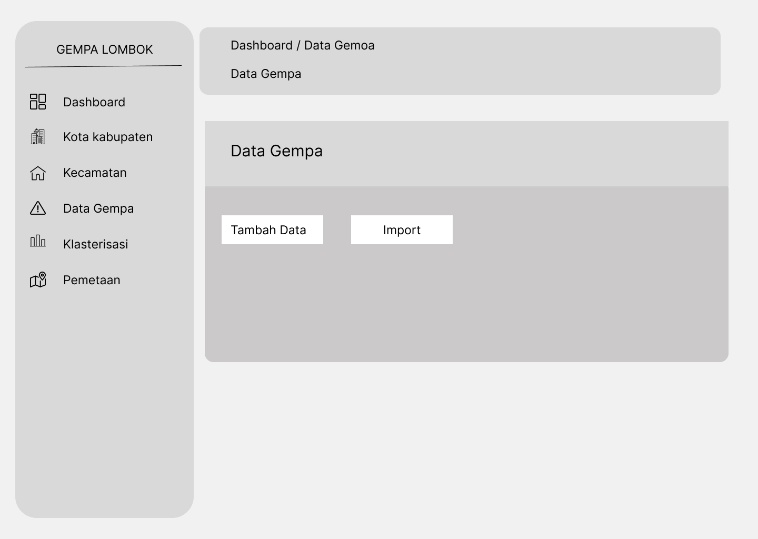 GEMPA LOMBOK
Dashboard
Kota kabupaten
Kecamatan
Data Gempa
Klasterisasi
Pemetaan
Dashboard / Data Gemoa
Data Gempa
Data Gempa
Tambah Data
Import